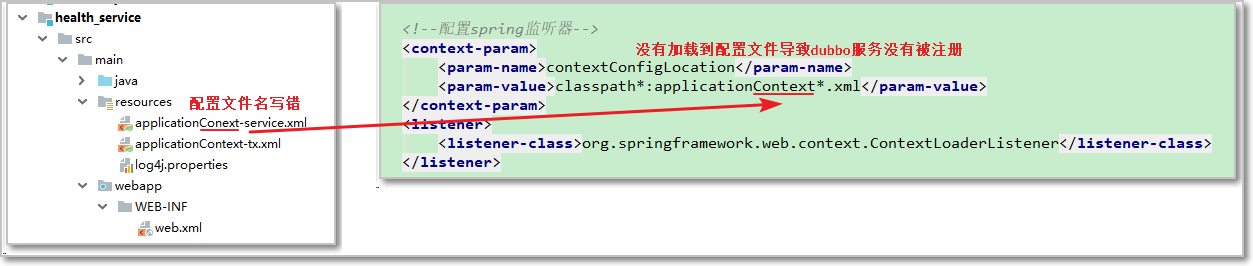 health_service
src
main
java
resources
配置文件名写错
applicationConext-service.xml
applicationContext-tx.xml
log4j.properties
webapp
WEB-INF
web.xml
<!--配置spring监听器-->
<context-param>
没有加载到配置文件导致dubbo服务没有被注册
<param-name>contextConfigLocation</param-name>
<param-value>classpath*:applicationContext*.xml</param-value>
</context-param>
<listener>
<listener-class>org.springframework.web.context.ContextLoaderListener</listener-class>
</listener>